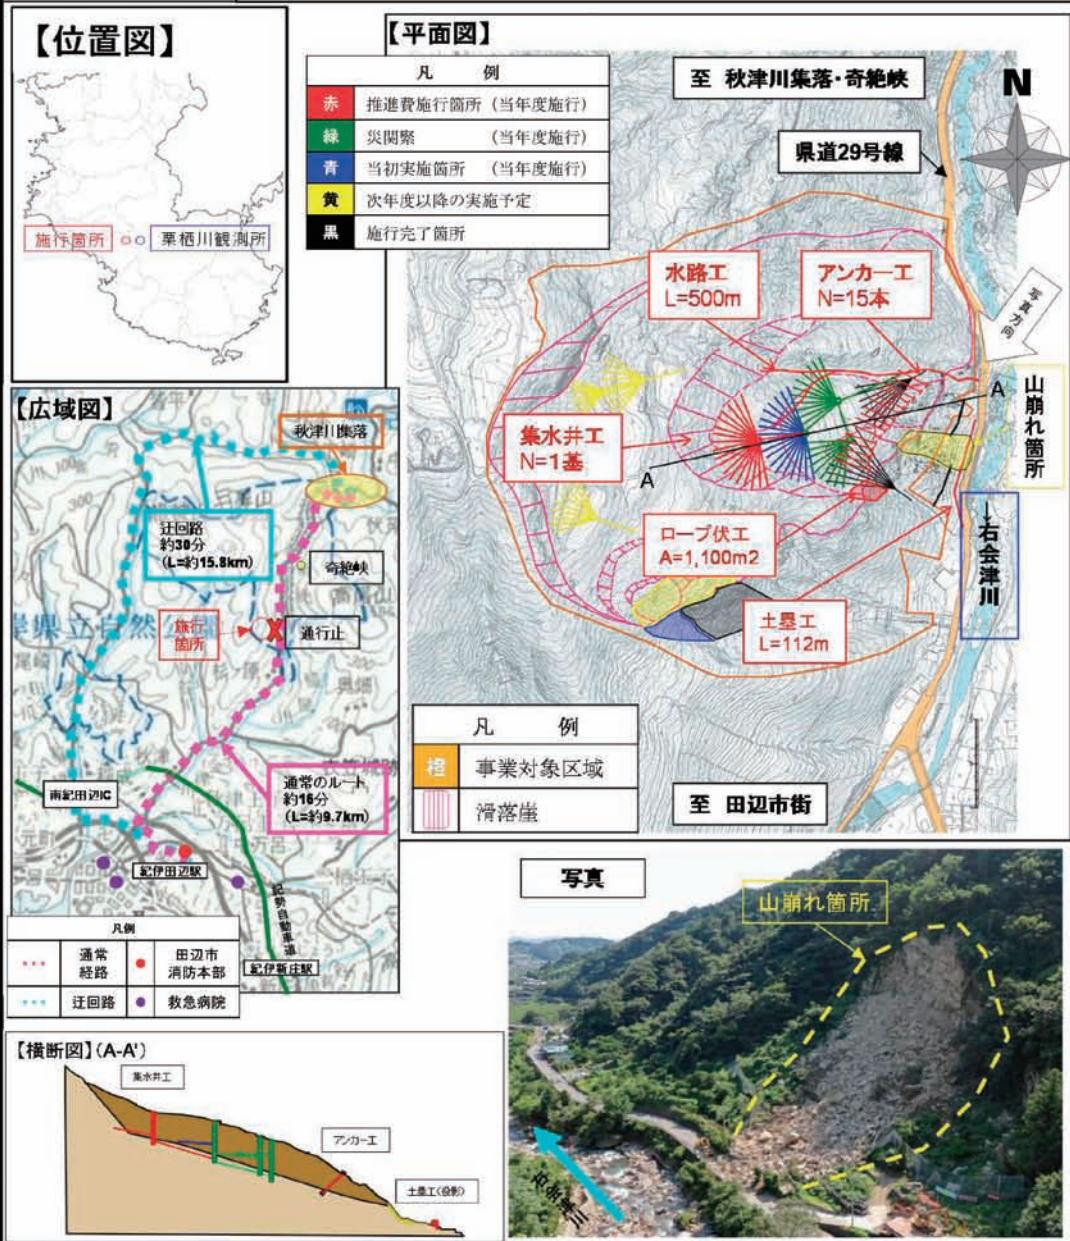 【位置図】
施行箇所
栗栖川観測所
【平面図】
凡 例
赤 推進費施行箇所（当年度施行）
緑 災関緊 （当年度施行）
青 当初実施箇所 （当年度施行）
黄 次年度以降の実施予定
黒 施行完了箇所
至 秋津川集落・奇絶峡
N
県道29号線
水路工
L=500m
アンカー工
N=15本
写真方向
山崩れ箇所
集水井工
N=1基
A
A
ロープ伏工
A=1,100m2
土塁工
L=112m
→右会津川
凡 例
橙 事業対象区域
滑落崖
至 田辺市街
【広域図】
秋津川集落
迂回路
約30分
(L=約15.8km)
奇絶峡
施行
箇所
通行止
通常のルート
約16分
(L=約9.7km)
南紀田辺IC
紀伊田辺駅
紀勢自動車道
紀伊新庄駅
凡例
通常
経路
田辺市
消防本部
迂回路
救急病院
【横断図】(A-A')
集水井工
アンカー工
土塁工(投影)
写真
山崩れ箇所
右会津川